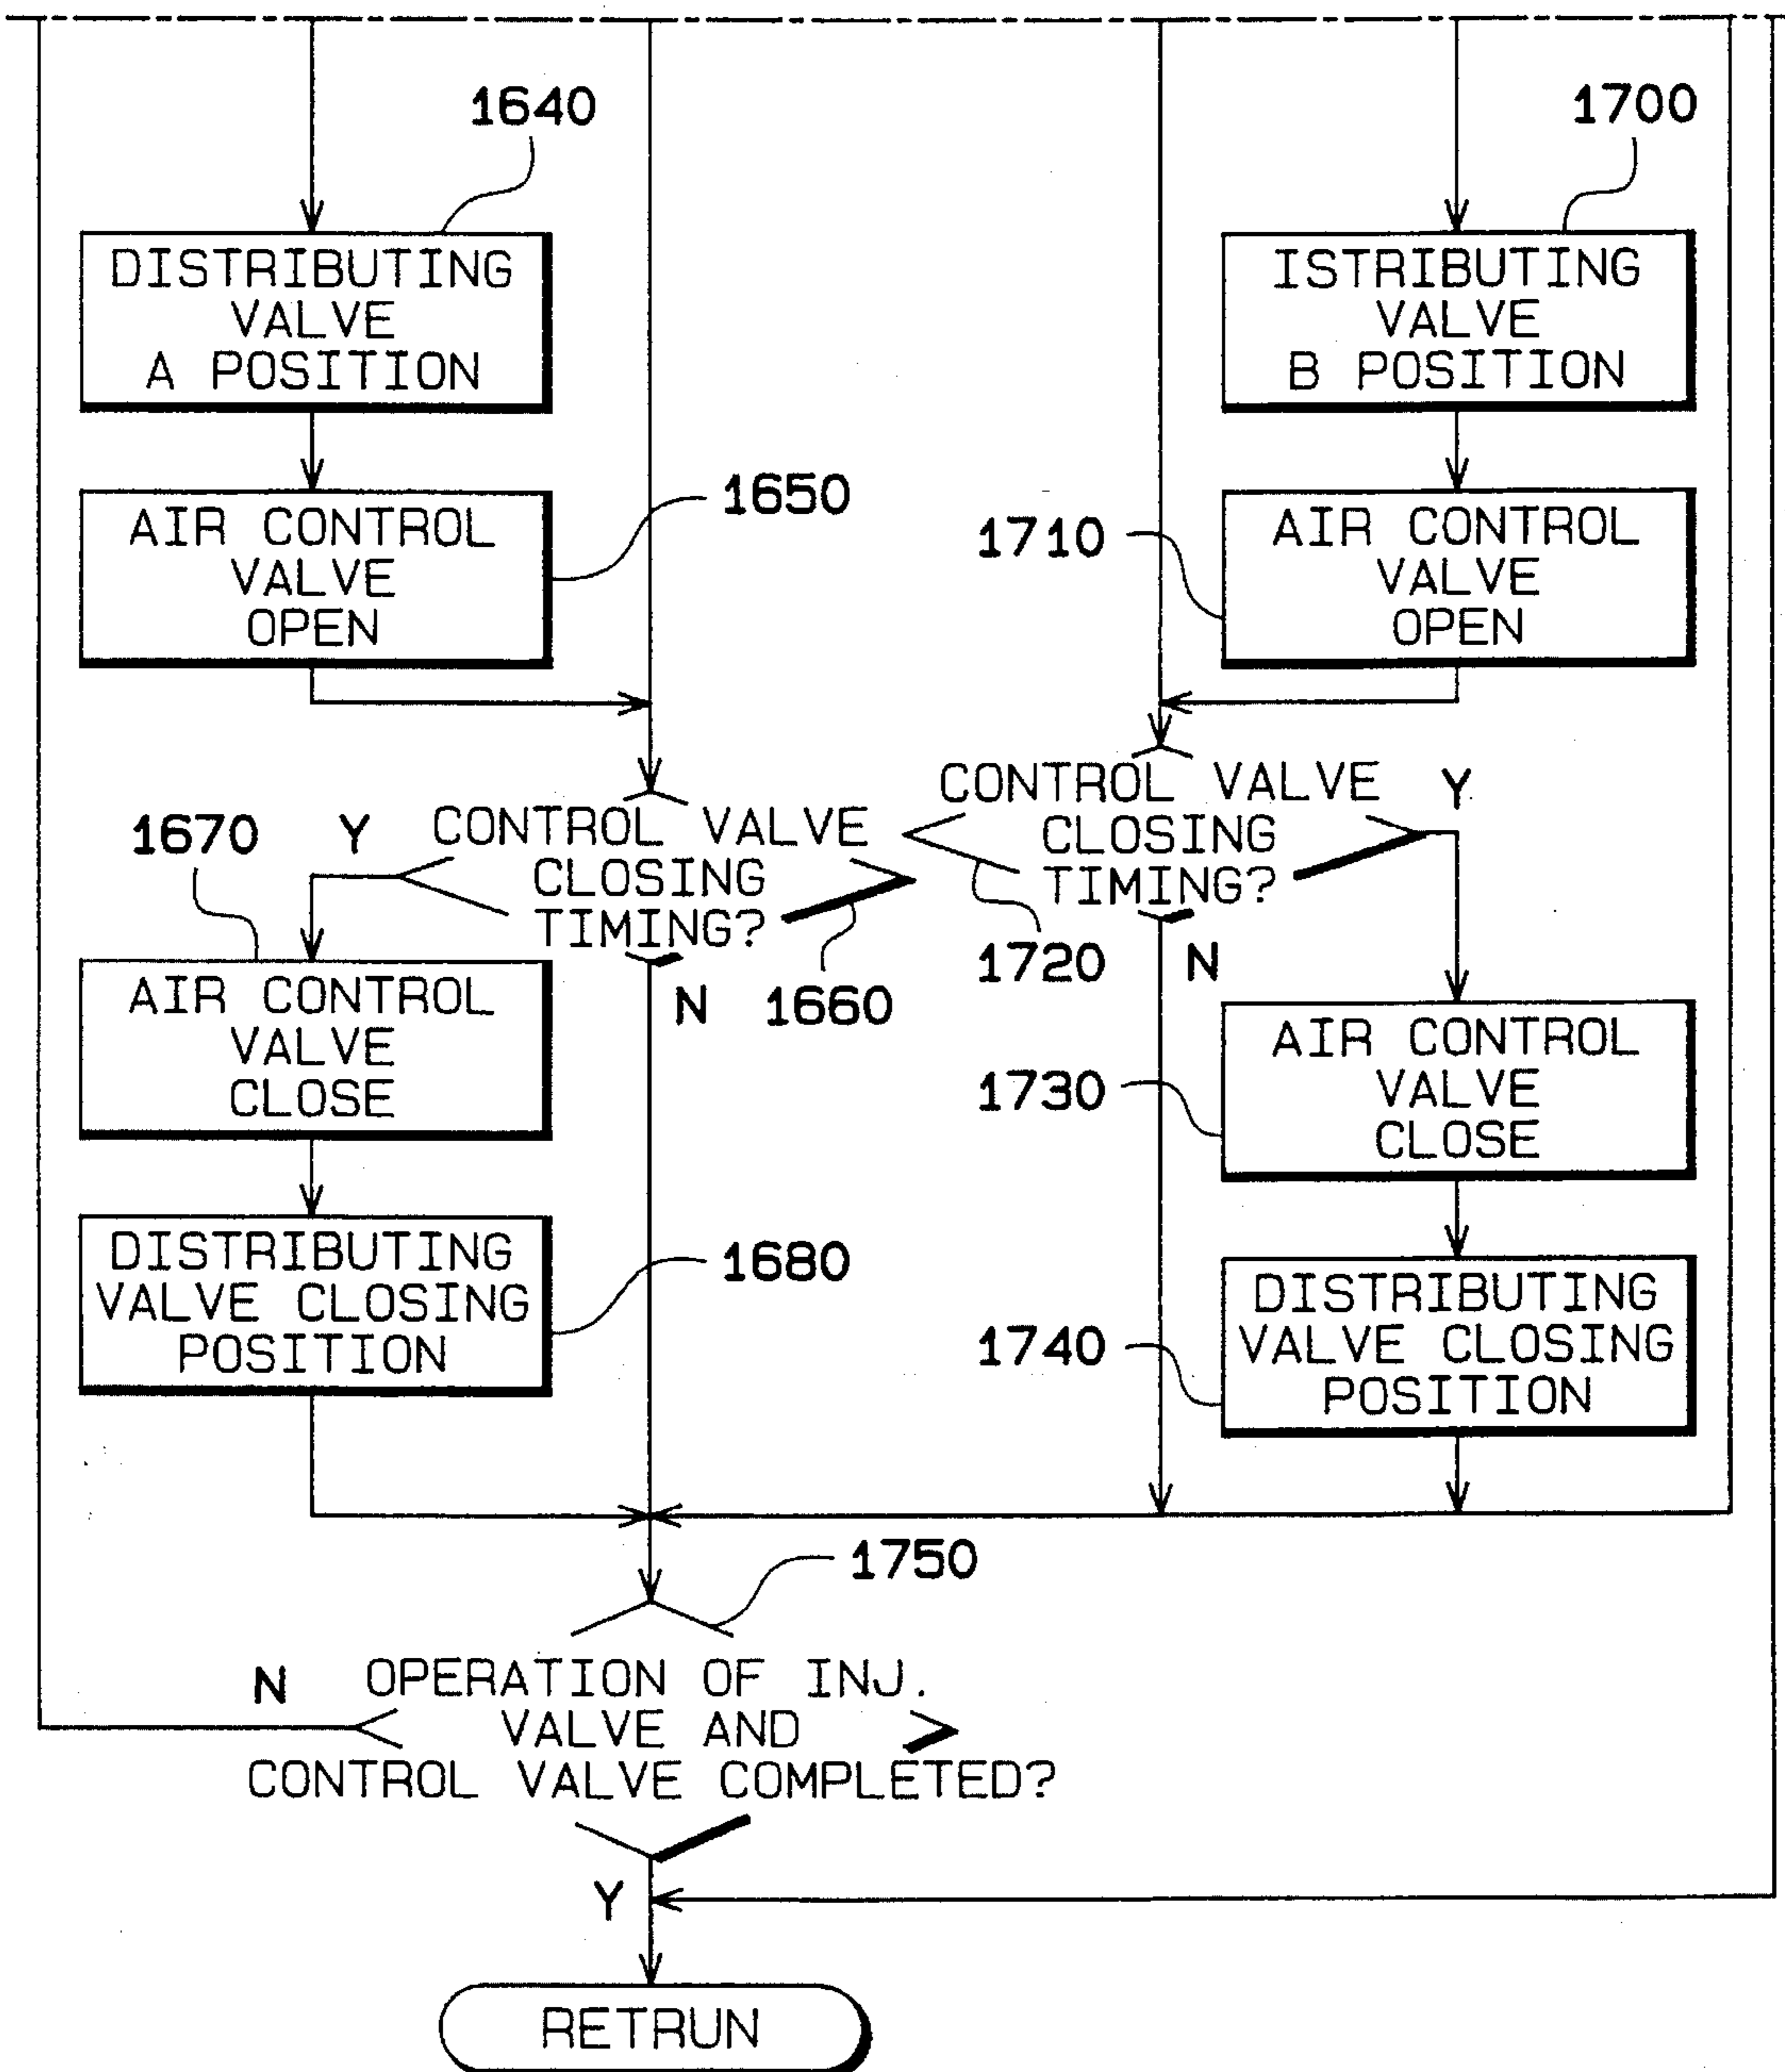 1640
1700
DISTRIBUTING
VALVE
A POSITION
ISTRIBUTING
VALVE
B POSITION
1650
1710
AIR CONTROL
VALVE
OPEN
AIR CONTROL
VALVE
OPEN
1670
Y
CONTROL VALVE
CLOSING
TIMING?
CONTROL VALVE
CLOSING
TIMING?
Y
N
1660
1720
N
AIR CONTROL
VALVE
CLOSE
1730
AIR CONTROL
VALVE
CLOSE
DISTRIBUTING
VALVE CLOSING
POSITION
1680
1740
DISTRIBUTING
VALVE CLOSING
POSITION
1750
N
OPERATION OF INJ.
VALVE AND
CONTROL VALVE COMPLETED?
Y
RETRUN